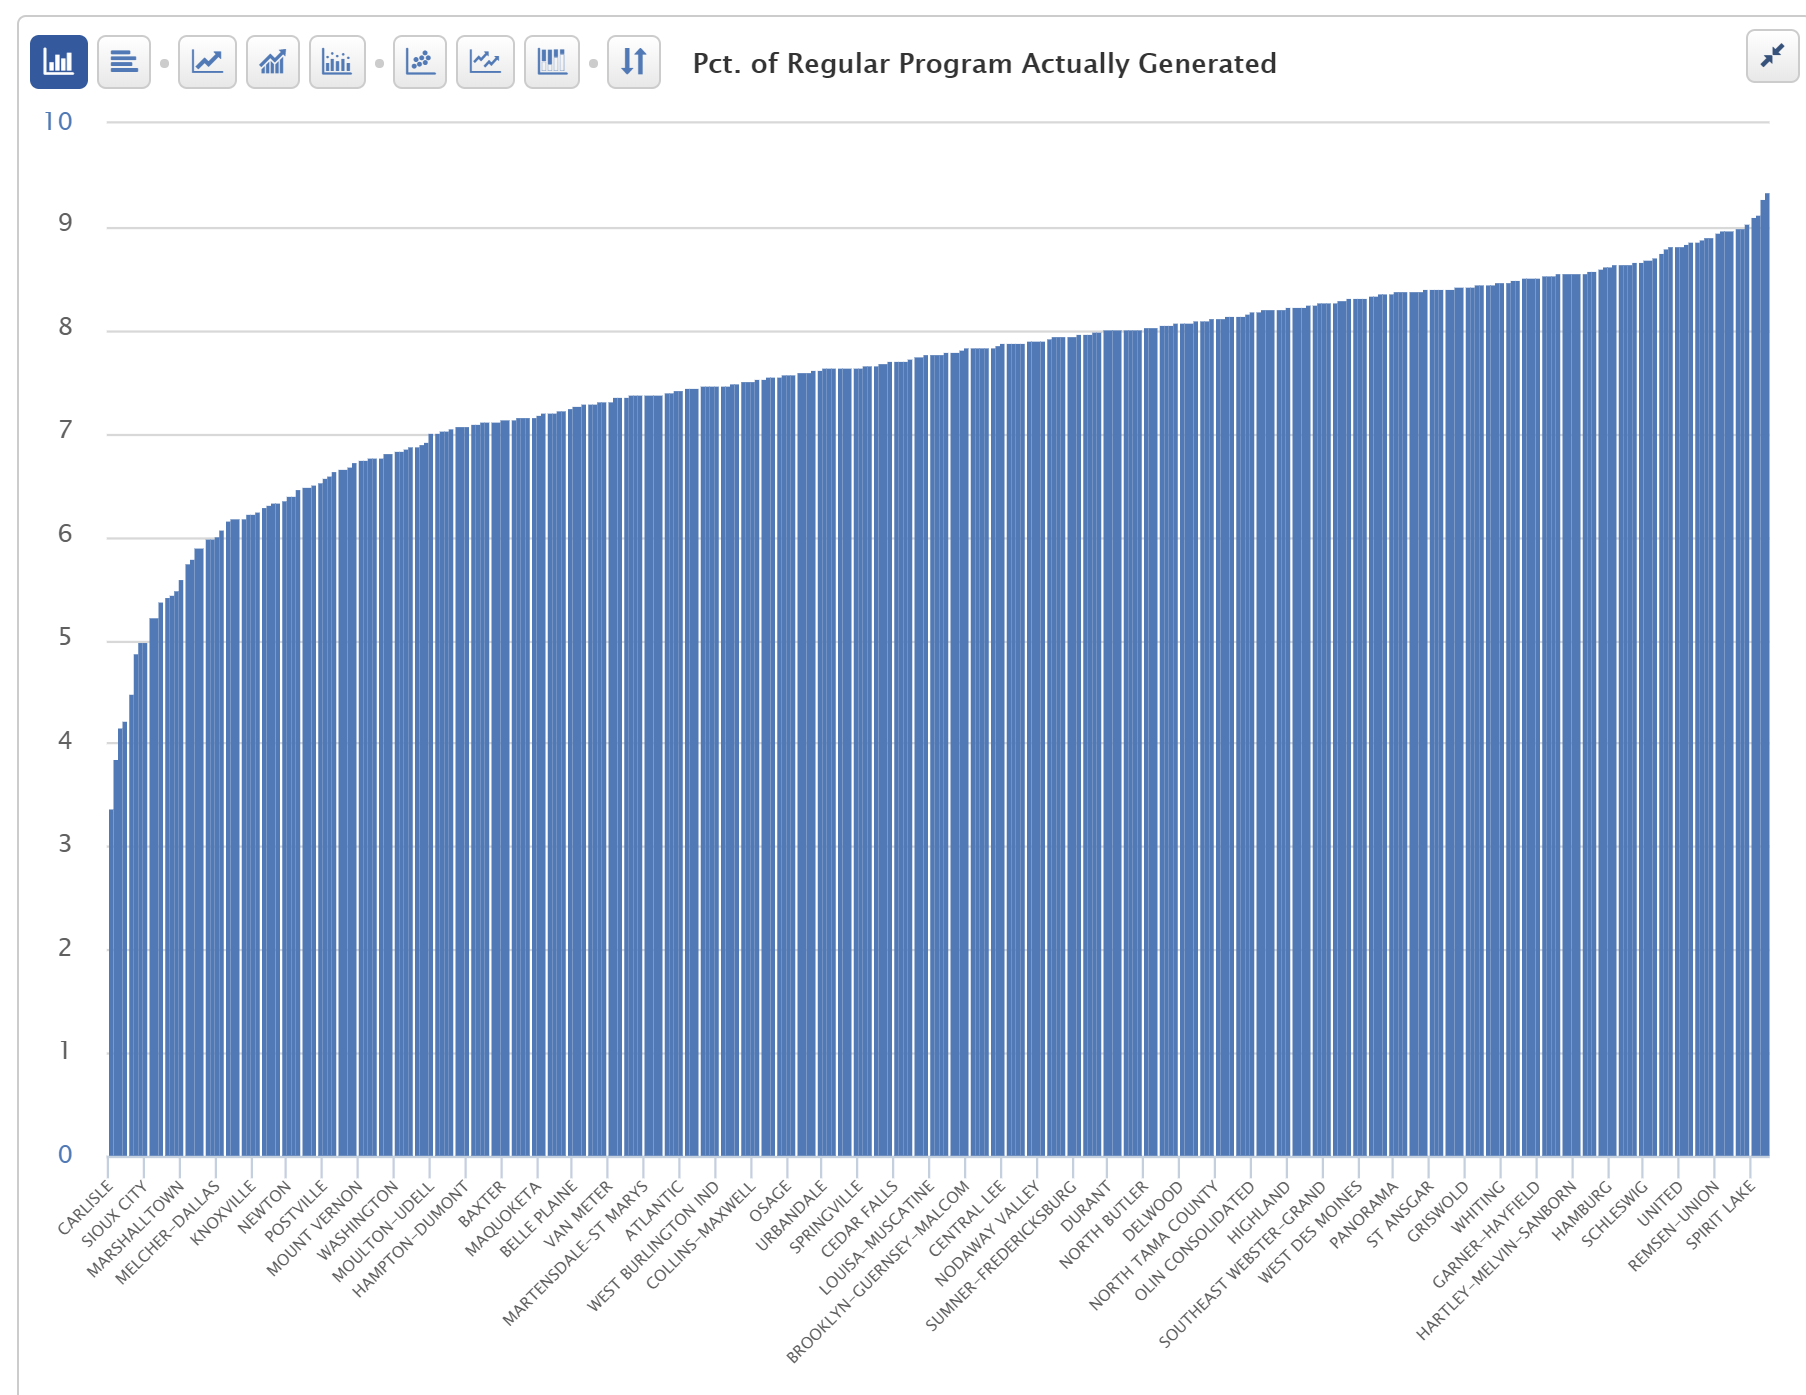 Pct. of Regular Program Actually Generated
10
9
8
7
6
5
4
3
2
1
0
CARLISLE
SIOUX CITY
MARSHALLTOWN
MELCHER-DALLAS
KNOXVILLE
NEWTON
POSTVILLE
MOUNT VERNON
WASHINGTON
MOULTON-UDELL
HAMPTON-DUMONT
BAXTER
MAQUOKETA
BELLE PLAINE
VAN METER
MARTENSDALE-ST MARYS
ATLANTIC
WEST BURLINGTON IND
COLLINS-MAXWELL
OSAGE
URBANDALE
SPRINGVILLE
CEDAR FALLS
LOUISA-MUSCATINE
BROOKLYN-GUERNSEY-MALCOM
CENTRAL LEE
NODAWAY VALLEY
SUMNER-FREDERICKSBURG
DURANT
NORTH BUTLER
DELWOOD
NORTH TAMA COUNTY
OLIN CONSOLIDATED
HIGHLAND
SOUTHEAST WEBSTER-GRAND
WEST DES MOINES
PANORAMA
ST ANSGAR
GRISWOLD
WHITING
GARNER-HAYFIELD
HARTLEY-MELVIN-SANBORN
HAMBURG
SCHLESWIG
UNITED
REMSEN-UNION
SPIRIT LAKE